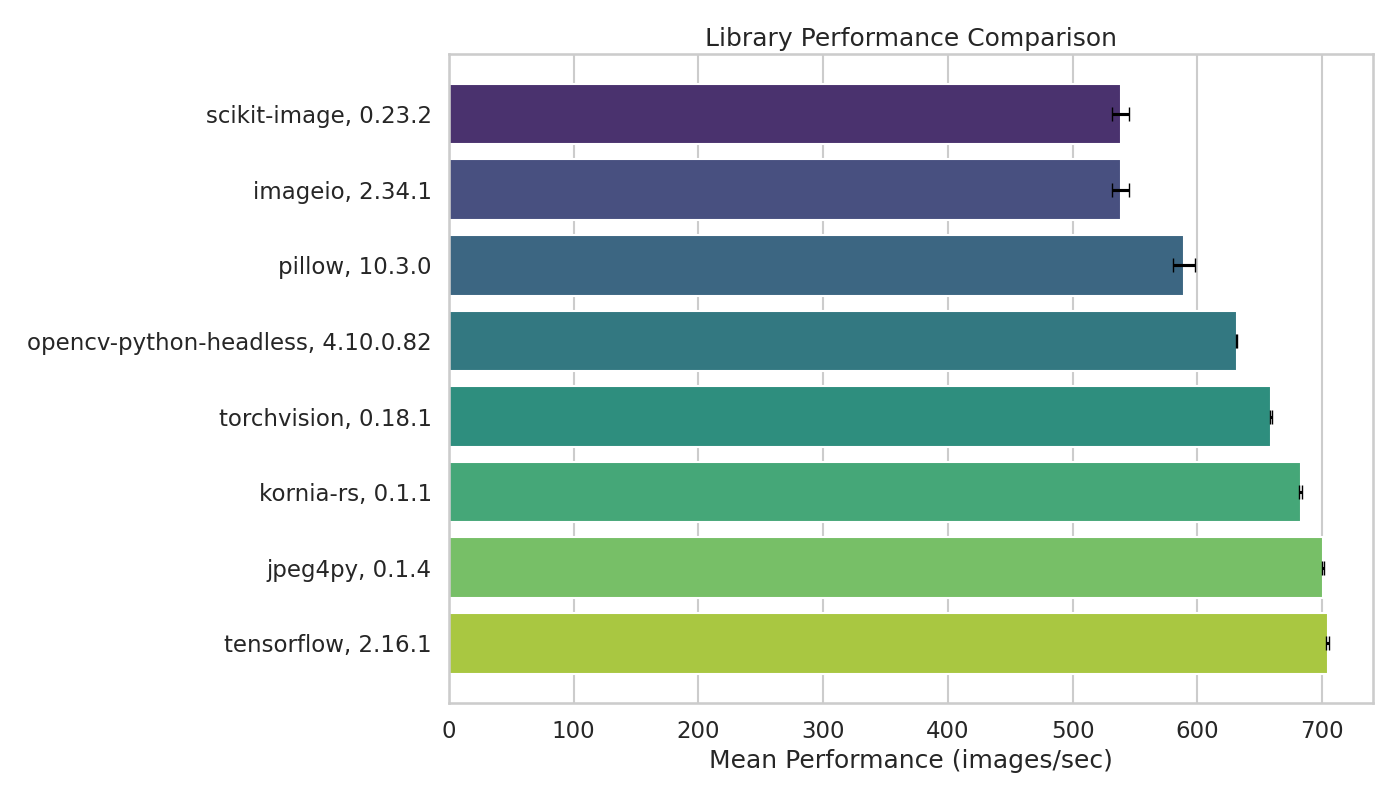 Library Performance Comparison
scikit-image, 0.23.2
imageio, 2.34.1
pillow, 10.3.0
opencv-python-headless, 4.10.0.82
torchvision, 0.18.1
kornia-rs, 0.1.1
jpeg4py, 0.1.4
tensorflow, 2.16.1
0 100 200 300 400 500 600 700
Mean Performance (images/sec)